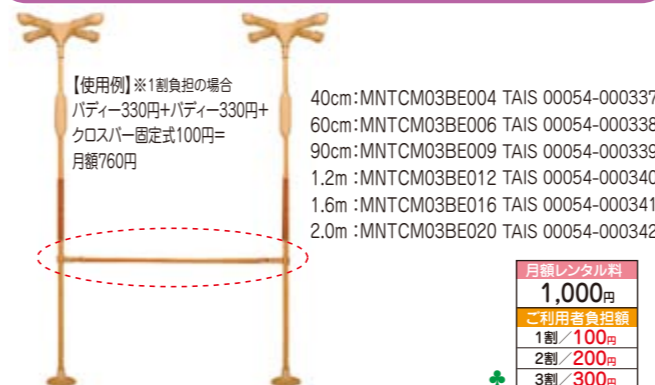 【使用例】※1割負担の場合
バディー330円+バディー330円+
クロスバー固定式100円=
月額760円
40cm:MNTCM03BE004 TAIS 00054-000337
60cm:MNTCM03BE006 TAIS 00054-000338
90cm:MNTCM03BE009 TAIS 00054-000339
1.2m :MNTCM03BE012 TAIS 00054-000340
1.6m :MNTCM03BE016 TAIS 00054-000341
2.0m :MNTCM03BE020 TAIS 00054-000342
月額レンタル料
1,000円
ご利用者負担額
1割/100円
2割/200円
3割/300円